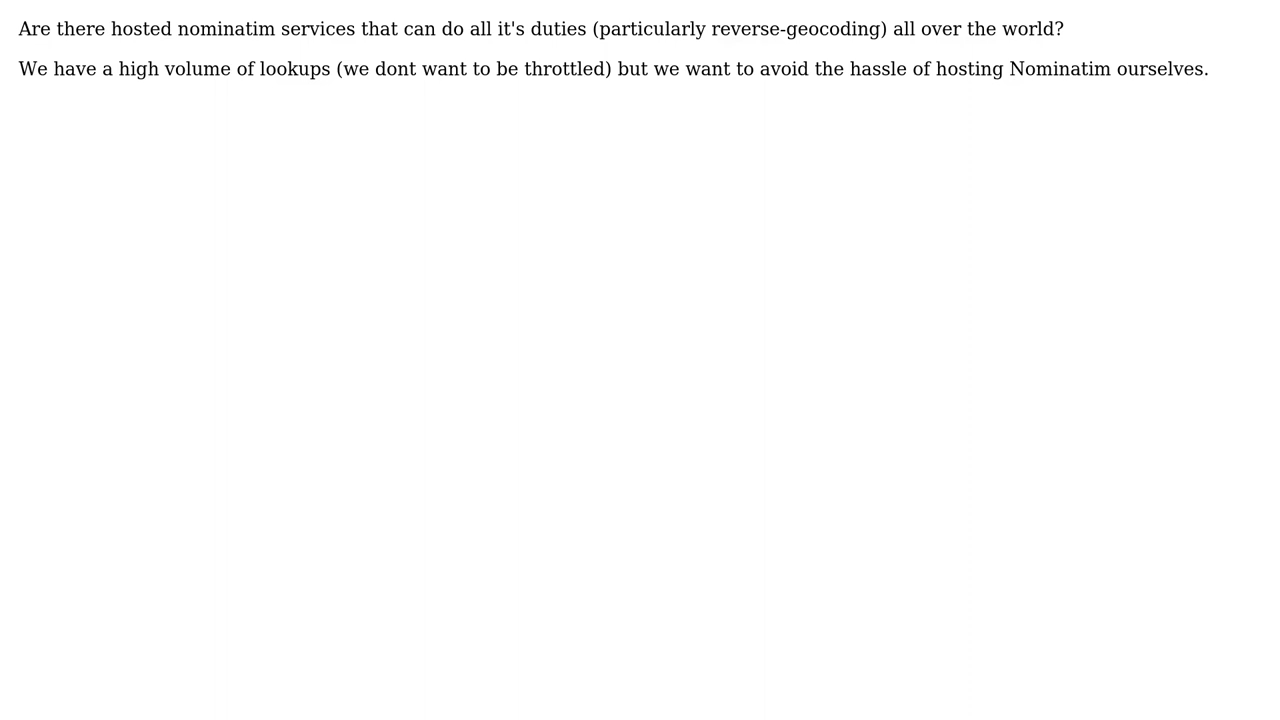 Are there hosted nominatim services that can do all it's duties (particularly reverse-geocoding) all over the world?
We have a high volume of lookups (we dont want to be throttled) but we want to avoid the hassle of hosting Nominatim ourselves.